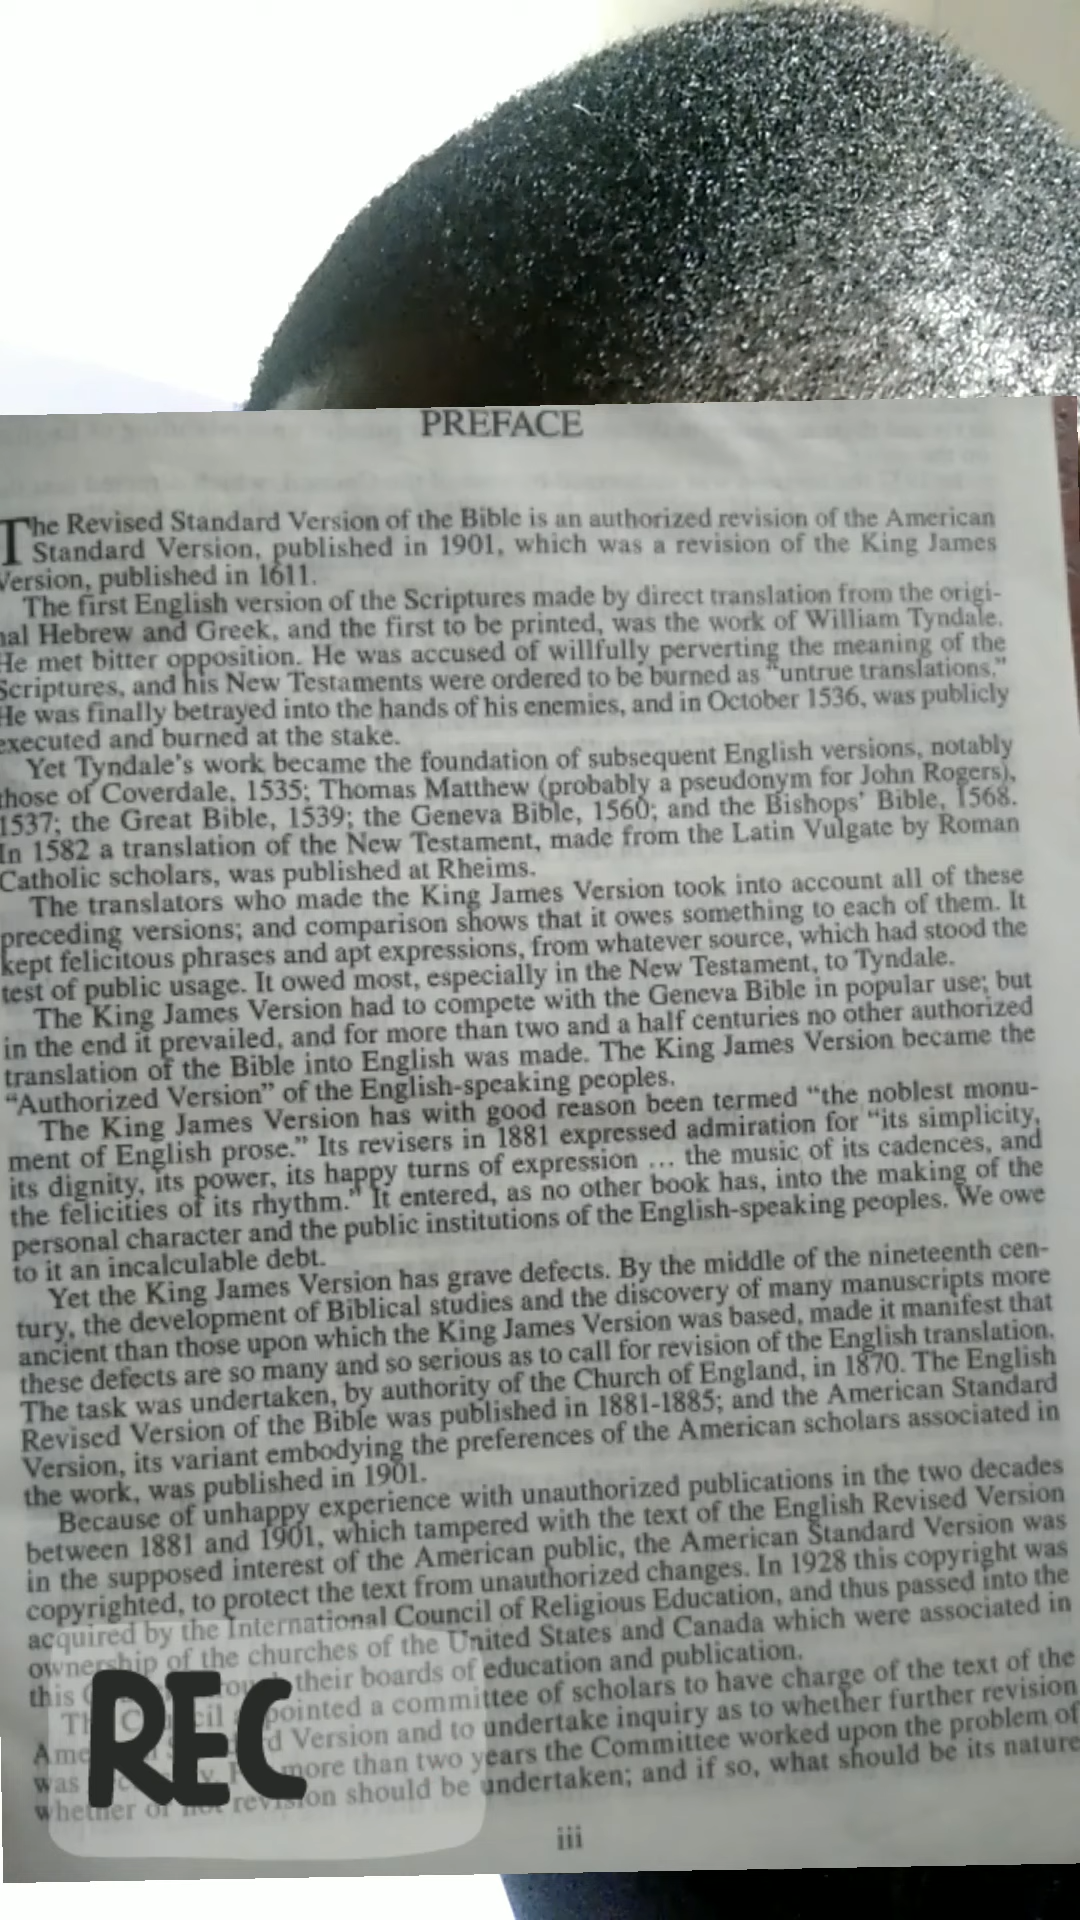 PREFACE
The Revised Standard Version of the Bible is an authorized revision of the American
Standard Version, published in 1901, which was a revision of the King James
Version, published in 1611.
The first English version of the Scriptures made by direct translation from the origi-
nal Hebrew and Greek, and the first to be printed, was the work of William Tyndale.
He met bitter opposition. He was accused of willfully perverting the meaning of the
Scriptures, and his New Testaments were ordered to be burned as "untrue translations."
He was finally betrayed into the hands of his enemies, and in October 1536, was publicly
executed and burned at the stake.
Yet Tyndale's work became the foundation of subsequent English versions, notably
those of Coverdale, 1535; Thomas Matthew (probably a pseudonym for John Rogers),
1537; the Great Bible, 1539; the Geneva Bible, 1560; and the Bishops' Bible, 1568.
In 1582 a translation of the New Testament, made from the Latin Vulgate by Roman
Catholic scholars, was published at Rheims.
The translators who made the King James Version took into account all of these
preceding versions; and comparison shows that it owes something to each of them. It
kept felicitous phrases and apt expressions, from whatever source, which had stood the
test of public usage. It owed most, especially in the New Testament, to Tyndale.
The King James Version had to compete with the Geneva Bible in popular use; but
in the end it prevailed, and for more than two and a half centuries no other authorized
translation of the Bible into English was made. The King James Version became the
"Authorized Version" of the English-speaking peoples.
The King James Version has with good reason been termed "the noblest monu-
ment of English prose." Its revisers in 1881 expressed admiration for "its simplicity,
its dignity, its power, its happy turns of expression ... the music of its cadences, and
the felicities of its rhythm." It entered, as no other book has, into the making of the
personal character and the public institutions of the English-speaking peoples. We owe
to it an incalculable debt.
Yet the King James Version has grave defects. By the middle of the nineteenth cen-
tury, the development of Biblical studies and the discovery of many manuscripts more
ancient than those upon which the King James Version was based, made it manifest that
these defects are so many and so serious as to call for revision of the English translation.
The task was undertaken, by authority of the Church of England, in 1870. The English
Revised Version of the Bible was published in 1881-1885; and the American Standard
Version, its variant embodying the preferences of the American scholars associated in
the work, was published in 1901.
Because of unhappy experience with unauthorized publications in the two decades
between 1881 and 1901, which tampered with the text of the English Revised Version
in the supposed interest of the American public, the American Standard Version was
copyrighted, to protect the text from unauthorized changes. In 1928 this copyright was
acquired by the International Council of Religious Education, and thus passed into the
ownership of the churches of the United States and Canada which were associated in
this their boards of education and publication.
appointed a committee of scholars to have charge of the text of the
Version and to undertake inquiry as to whether further revision
was more than two years the Committee worked upon the problem of
whether or not revision should be undertaken; and if so, what should be its nature
REC
iii